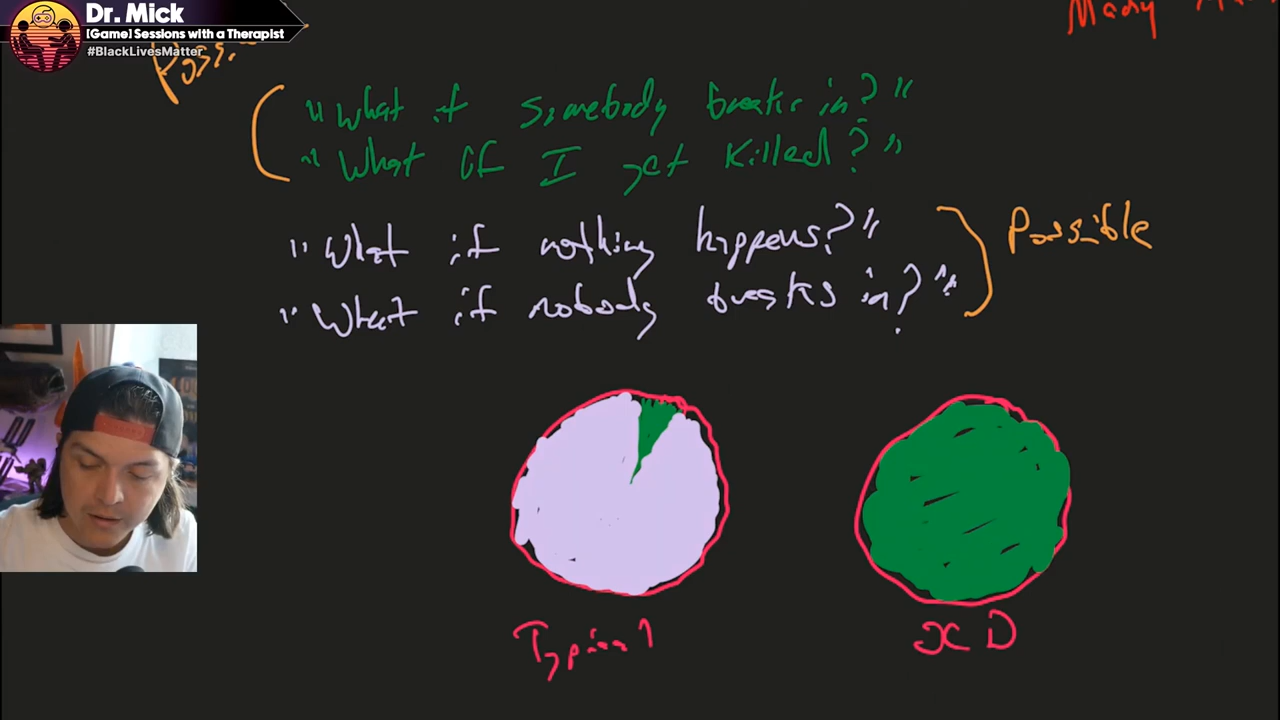 Dr. Mick
[Game] Sessions with a Therapist
#BlackLivesMatter
"What if somebody breaks in?"
"What if I get killed?"
"What if nothing happens?"
"What if nobody breaks in?"
Possible
Typical
OCD